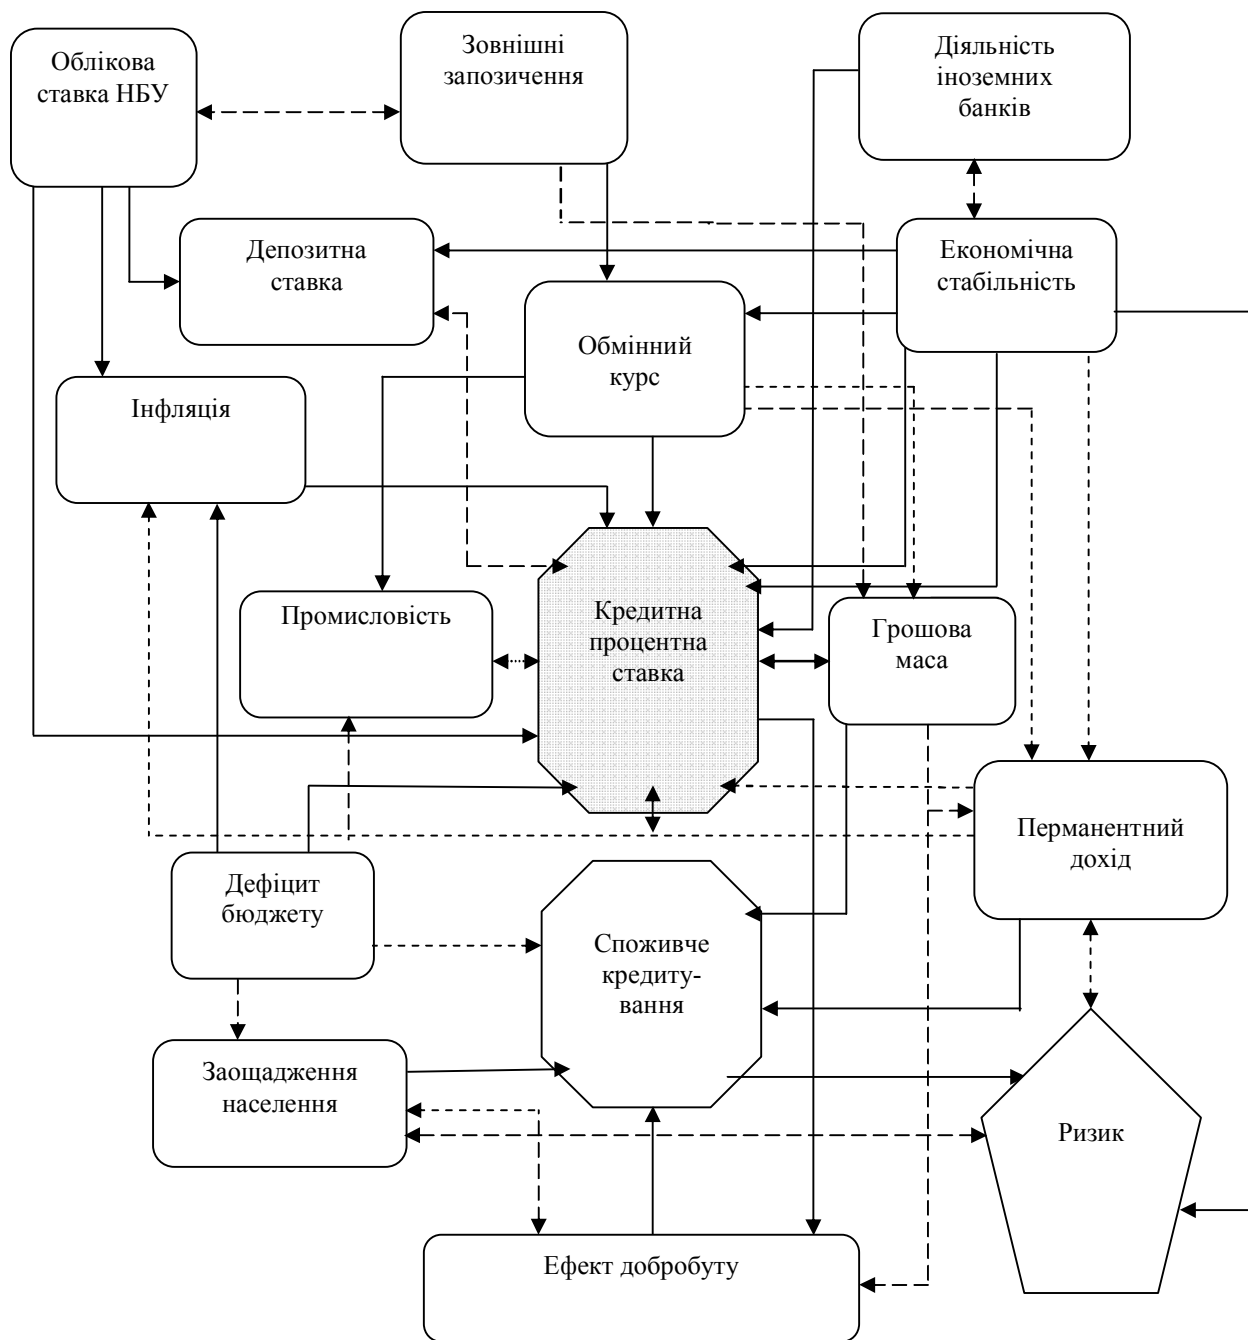 Облікова
ставка НБУ
Зовнішні
запозичення
Діяльність
іноземних
банків
Депозитна
ставка
Економічна
стабільність
Обмінний
курс
Інфляція
Промисловість
Кредитна
процентна
ставка
Грошова
маса
Перманентний
дохід
Дефіцит
бюджету
Споживче
кредиту-
вання
Заощадження
населення
Ризик
Ефект добробуту